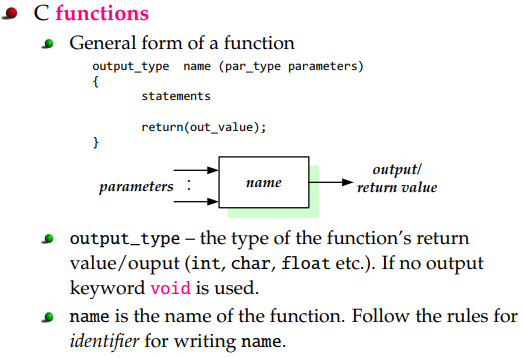 C functions
General form of a function
output_type name (par_type parameters)
{
statements
return(out_value);
}
parameters :
name
output/
return value
output_type – the type of the function's return
value/ouput (int, char, float etc.). If no output
keyword void is used.
name is the name of the function. Follow the rules for
identifier for writing name.